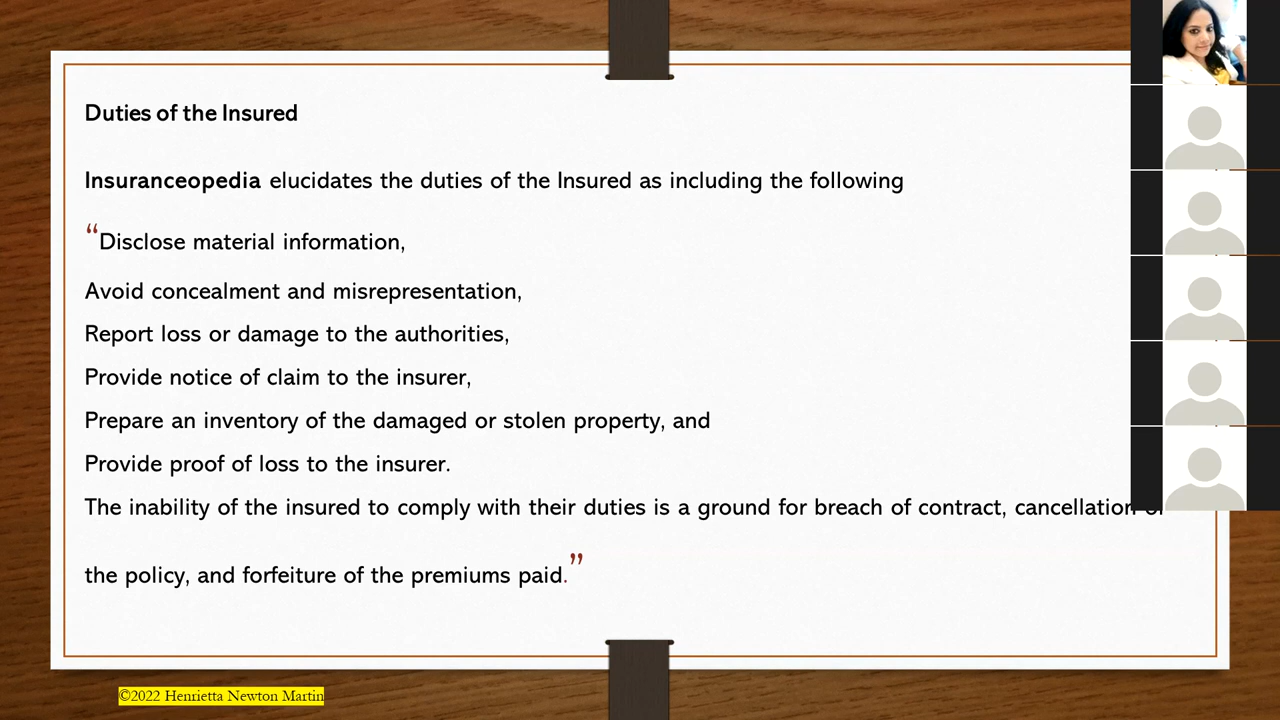 Duties of the Insured
Insuranceopedia elucidates the duties of the Insured as including the following
“Disclose material information,
Avoid concealment and misrepresentation,
Report loss or damage to the authorities,
Provide notice of claim to the insurer,
Prepare an inventory of the damaged or stolen property, and
Provide proof of loss to the insurer.
The inability of the insured to comply with their duties is a ground for breach of contract, cancellation of
the policy, and forfeiture of the premiums paid.”
©2022 Henrietta Newton Martin